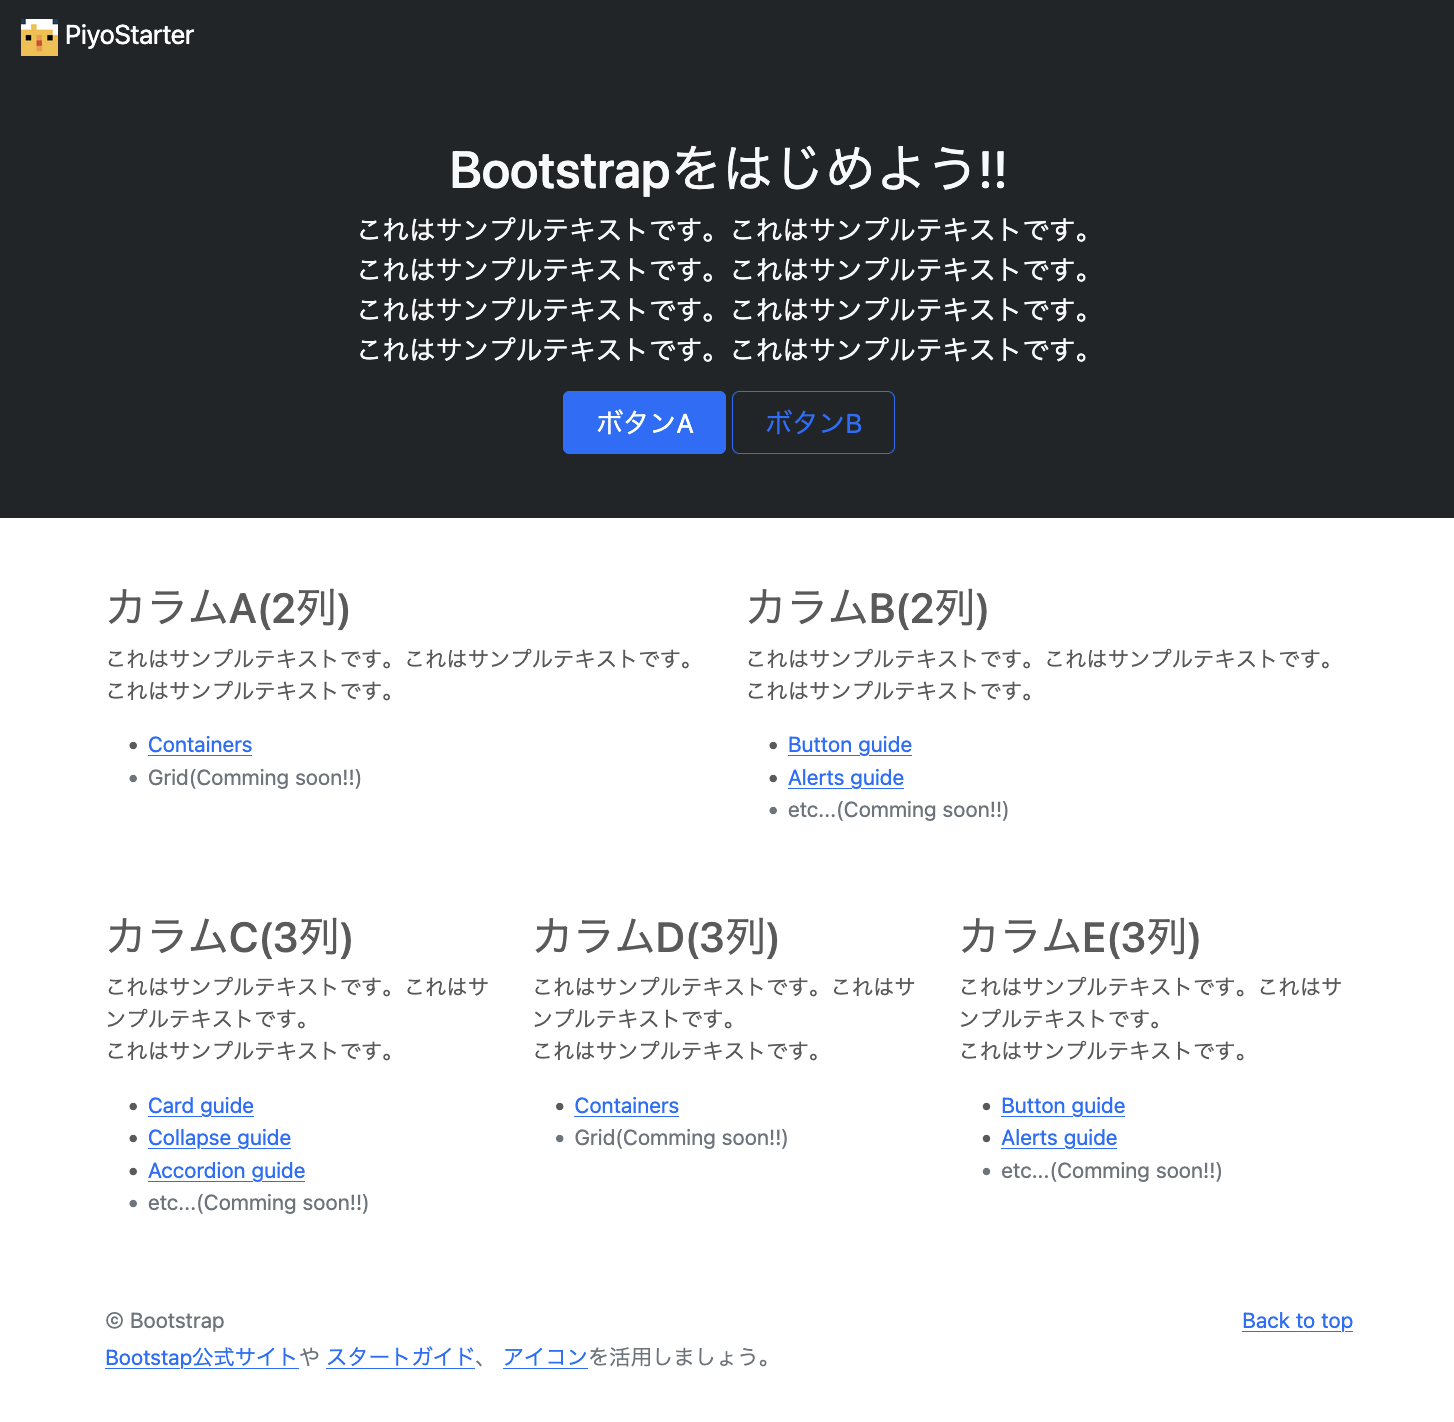 PiyoStarter
Bootstrapをはじめよう!!
これはサンプルテキストです。これはサンプルテキストです。
これはサンプルテキストです。これはサンプルテキストです。
これはサンプルテキストです。これはサンプルテキストです。
これはサンプルテキストです。これはサンプルテキストです。
ボタンA ボタンB
カラムA(2列)
これはサンプルテキストです。これはサンプルテキストです。
これはサンプルテキストです。
Containers
Grid(Comming soon!!)
カラムB(2列)
これはサンプルテキストです。これはサンプルテキストです。
これはサンプルテキストです。
Button guide
Alerts guide
etc...(Comming soon!!)
カラムC(3列)
これはサンプルテキストです。これはサ
ンプルテキストです。
これはサンプルテキストです。
Card guide
Collapse guide
Accordion guide
etc...(Comming soon!!)
カラムD(3列)
これはサンプルテキストです。これはサ
ンプルテキストです。
これはサンプルテキストです。
Containers
Grid(Comming soon!!)
カラムE(3列)
これはサンプルテキストです。これはサ
ンプルテキストです。
これはサンプルテキストです。
Button guide
Alerts guide
etc...(Comming soon!!)
© Bootstrap
Back to top
Bootstap公式サイトや スタートガイド、 アイコンを活用しましょう。